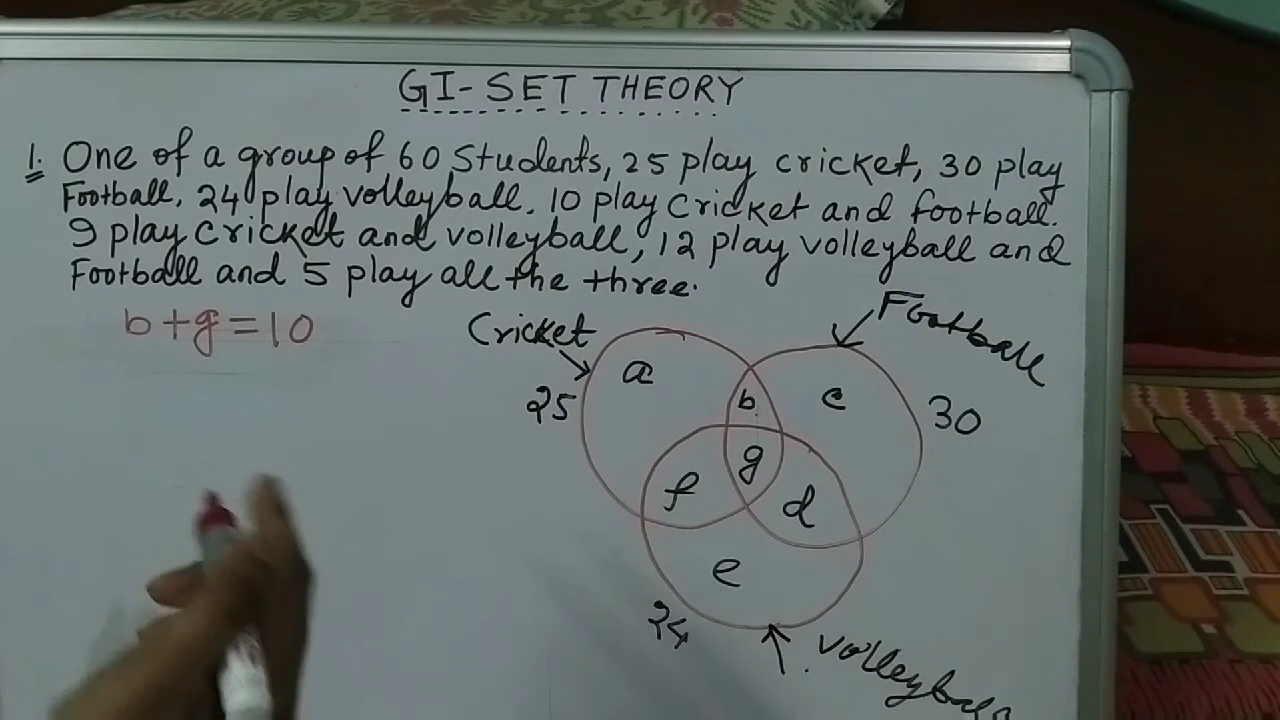 GI-SET THEORY
1. One of a group of 60 Students, 25 play cricket, 30 play
Football, 24 play volleyball. 10 play cricket and football.
9 play cricket and volleyball, 12 play volleyball and
Football and 5 play all the three.
b+g=10
Cricket
Football
a
b
c
25
30
g
f
d
e
24
volleyball